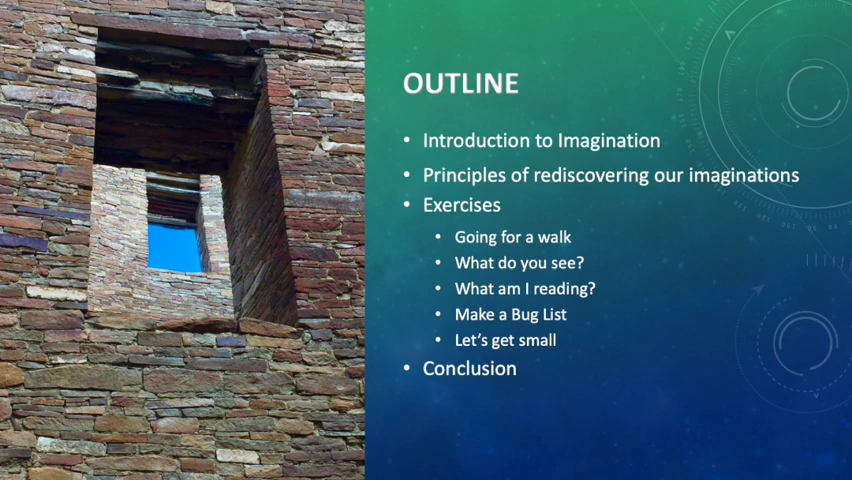 OUTLINE
• Introduction to Imagination
• Principles of rediscovering our imaginations
• Exercises
• Going for a walk
• What do you see?
• What am I reading?
• Make a Bug List
• Let's get small
• Conclusion